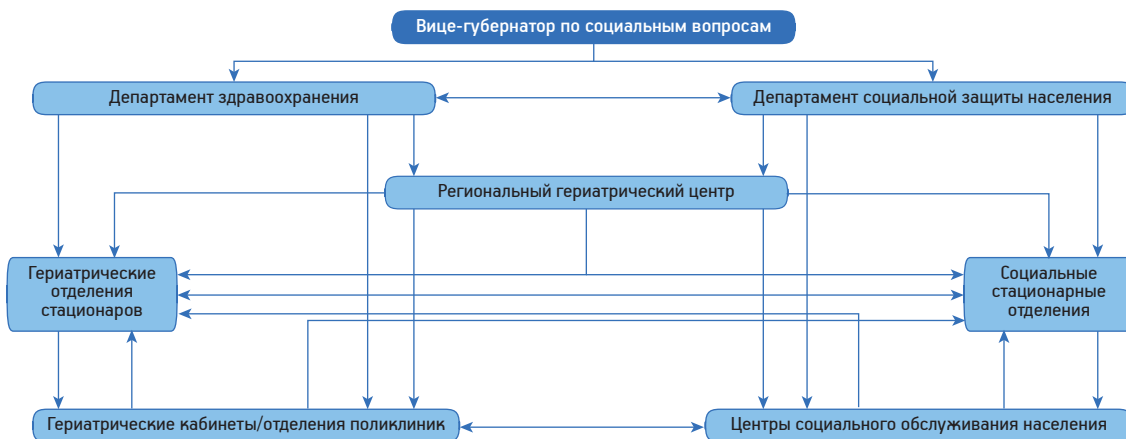 Вице-губернатор по социальным вопросам
Департамент здравоохранения
Департамент социальной защиты населения
Региональный гериатрический центр
Гериатрические
отделения
стационаров
Социальные
стационарные
отделения
Гериатрические кабинеты/отделения поликлиник
Центры социального обслуживания населения